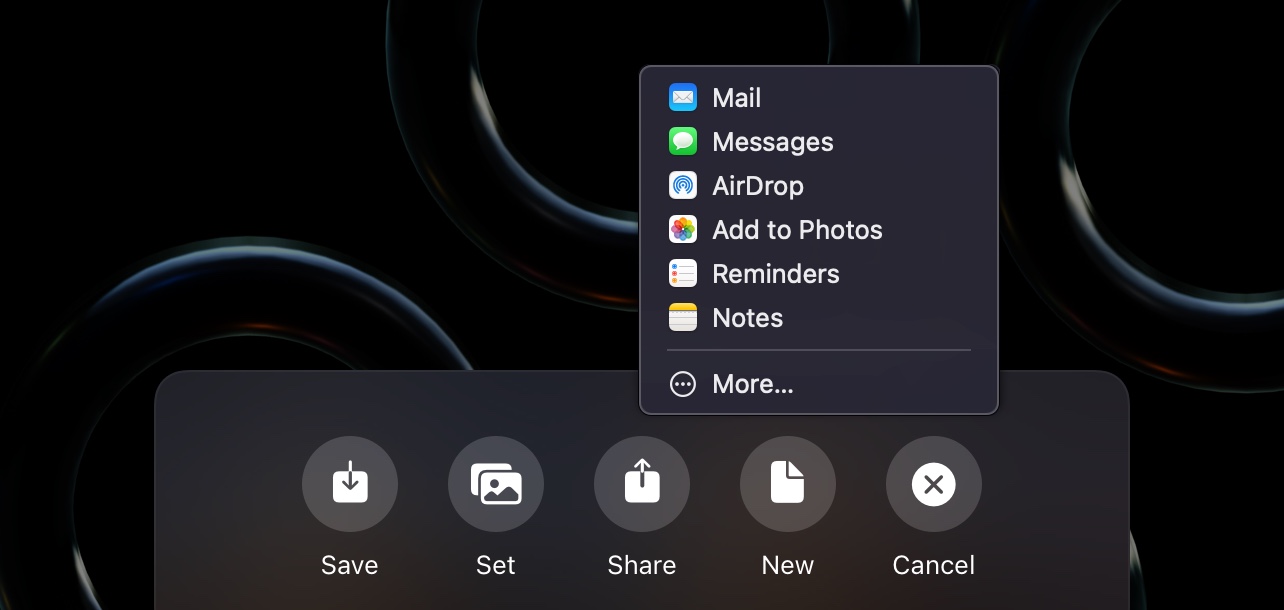 Mail
Messages
AirDrop
Add to Photos
Reminders
Notes
More...
Save
Set
Share
New
Cancel